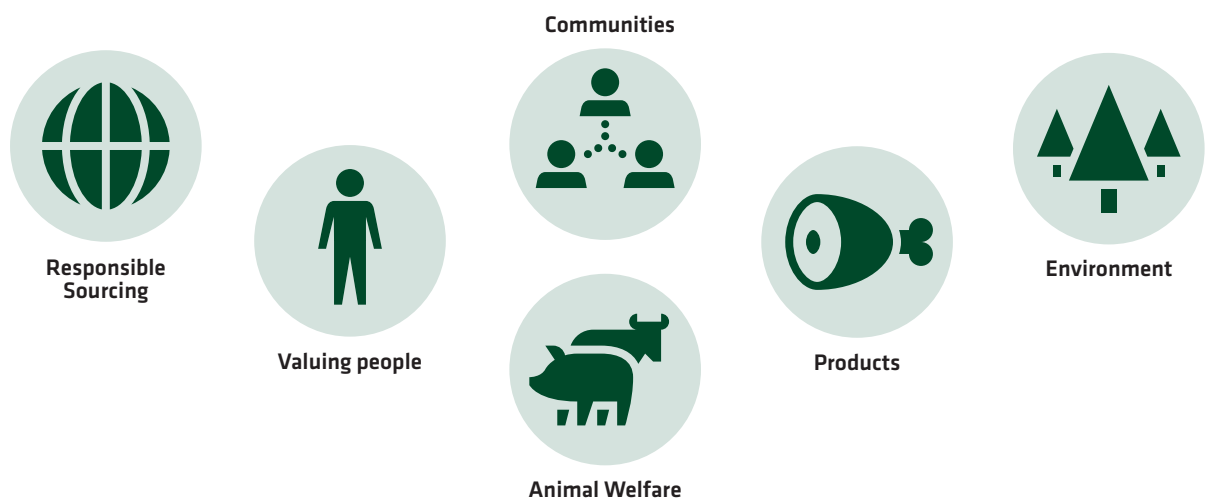 Communities
Responsible
Sourcing
Environment
Valuing people
Products
Animal Welfare